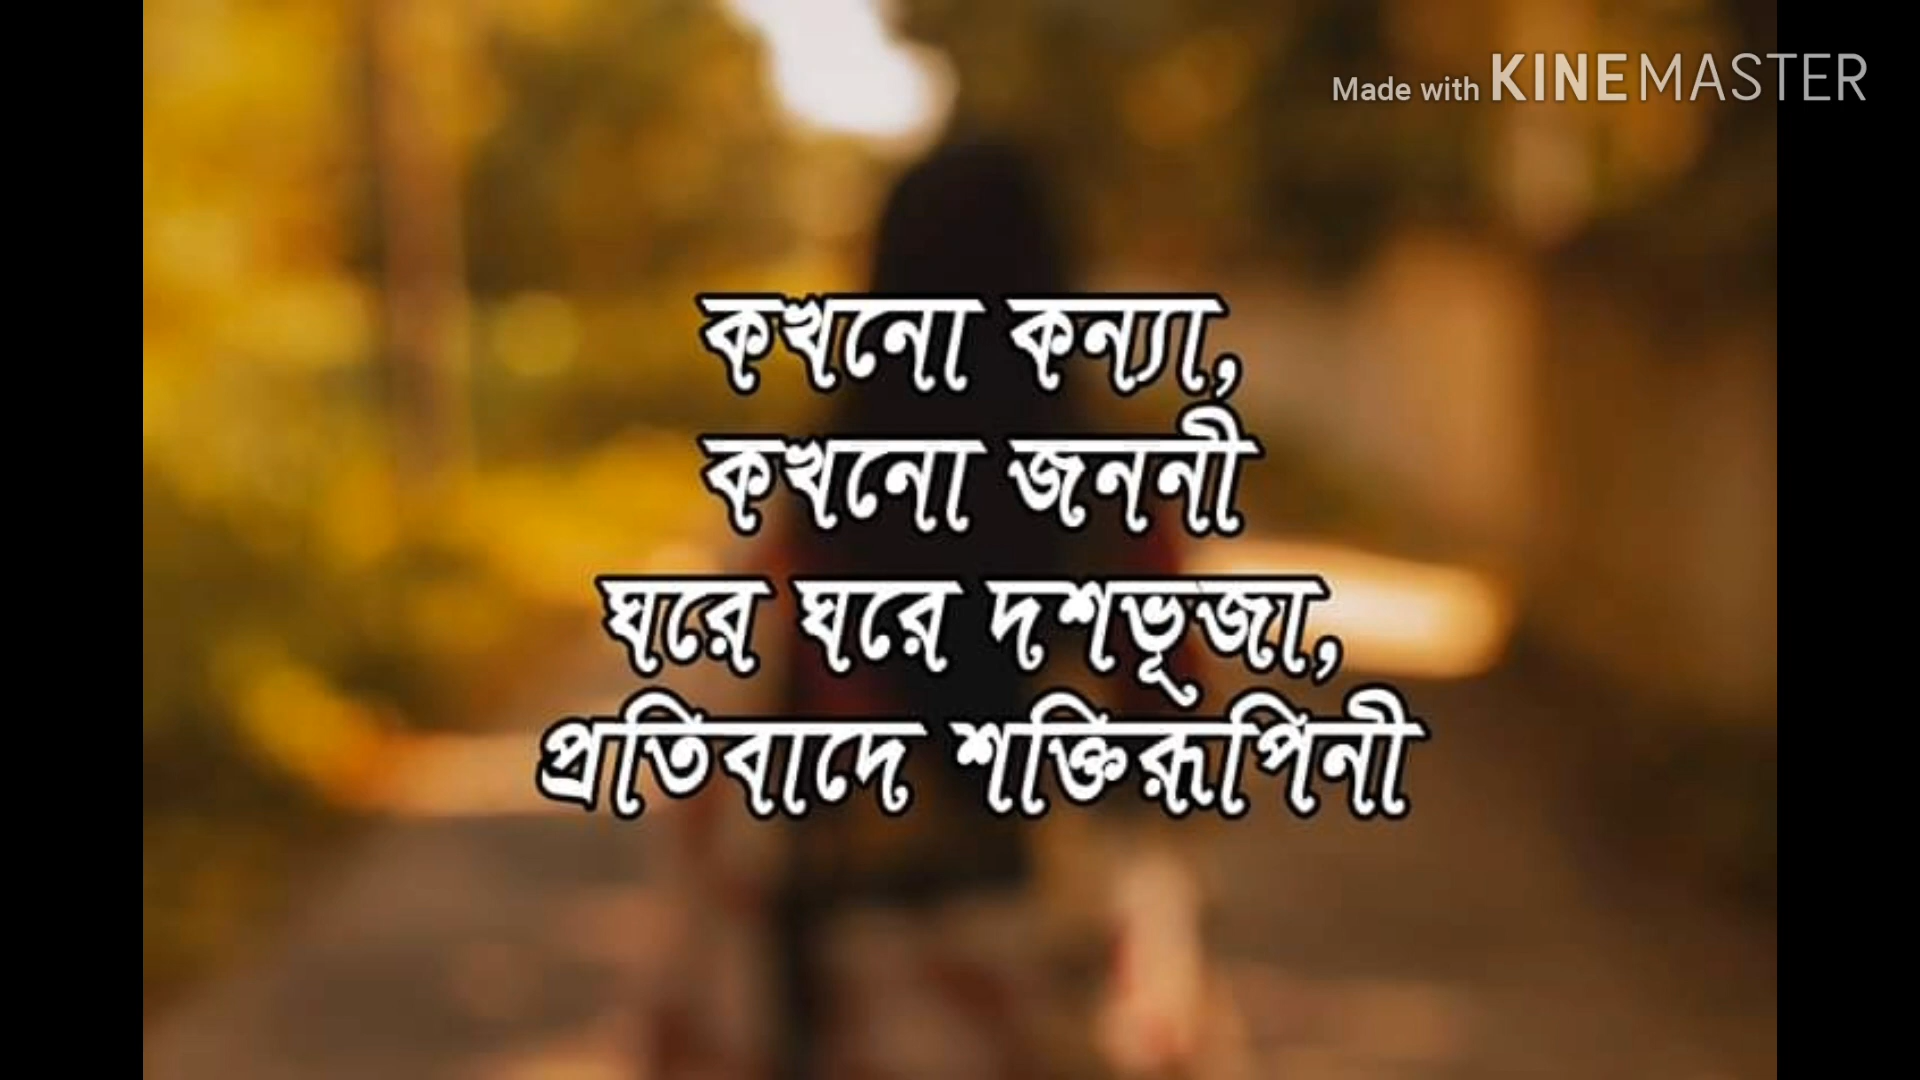 Made with KINEMASTER
কখনো কন্যা,
কখনো জননী
ঘরে ঘরে দশভূজা,
প্রতিবাদে শক্তিরূপিনী